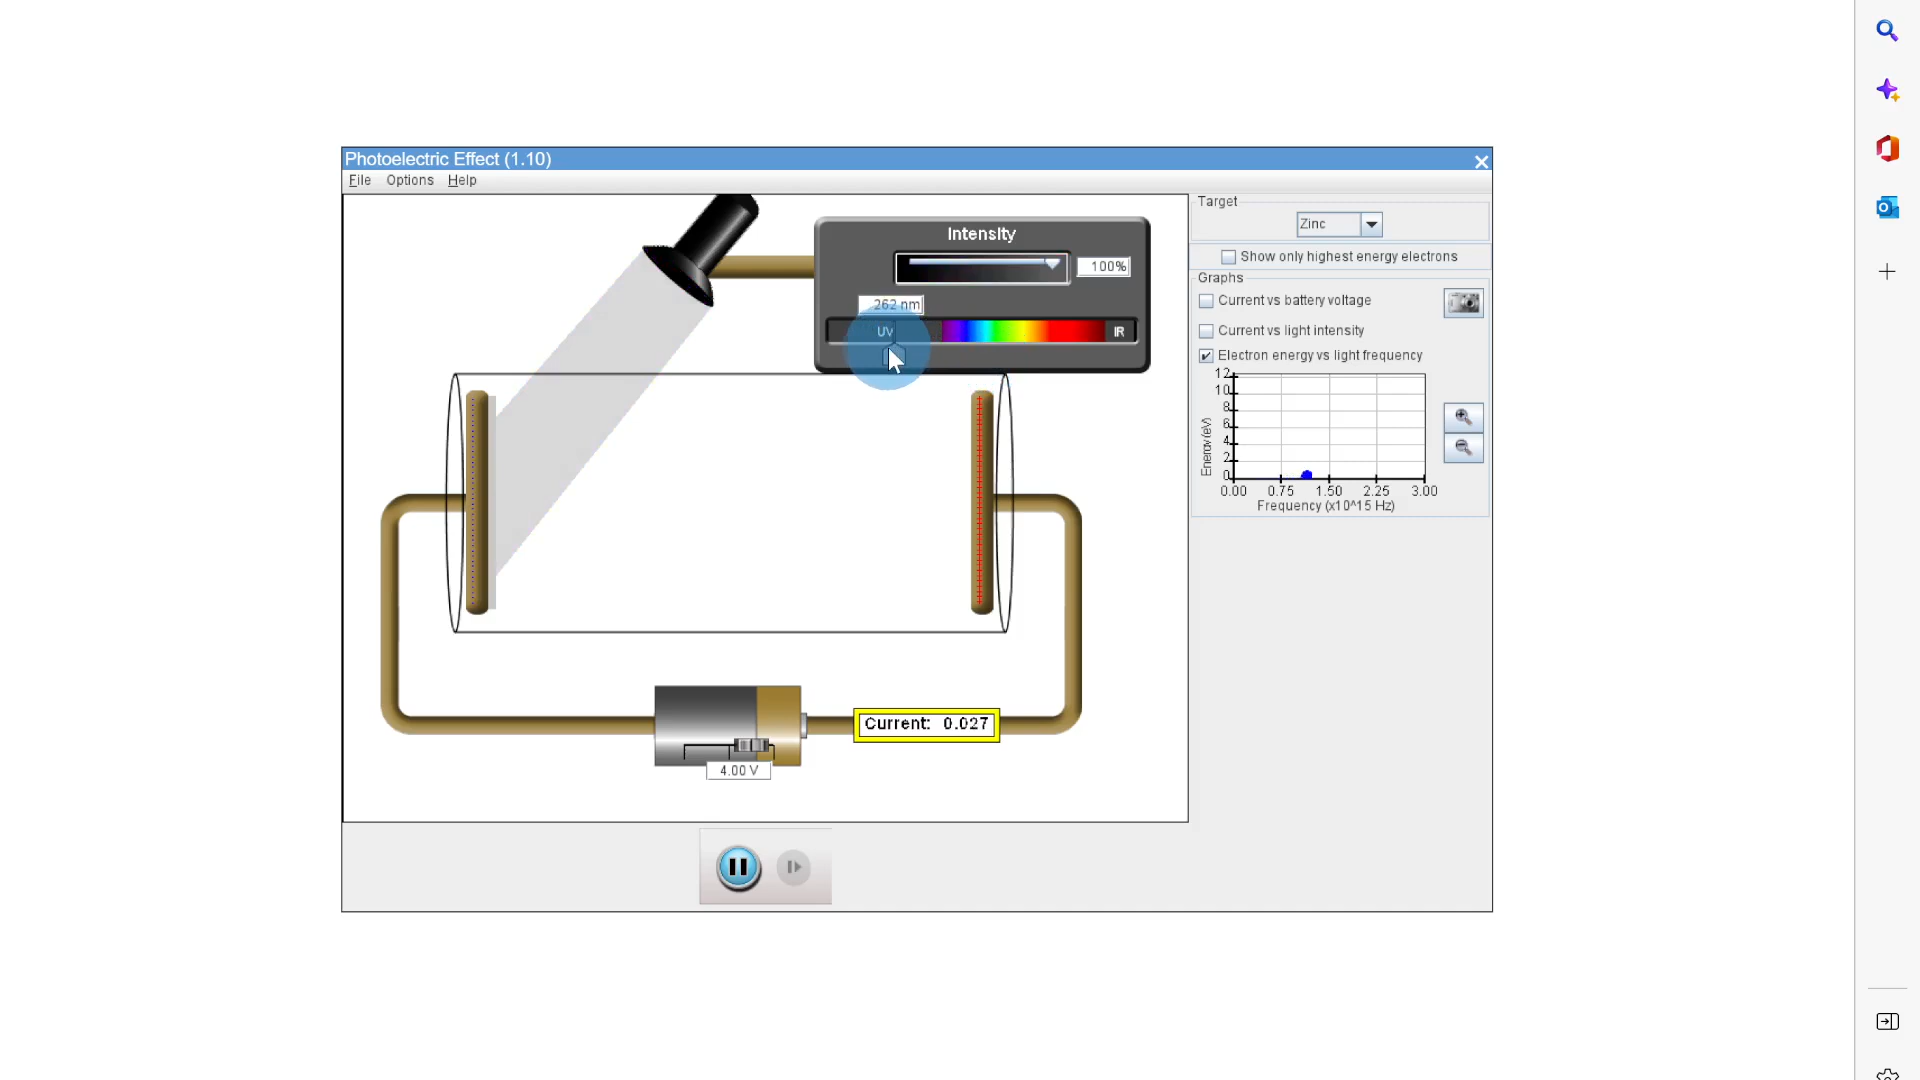 Photoelectric Effect (1.10)
File Options Help
Intensity
100%
262 nm
UV
IR
Target
Zinc
Show only highest energy electrons
Graphs
Current vs battery voltage
Current vs light intensity
Electron energy vs light frequency
12
10
8
6
4
2
0
Energy (eV)
0.00 0.75 1.50 2.25 3.00
Frequency (x10^15 Hz)
Current: 0.027
4.00 V